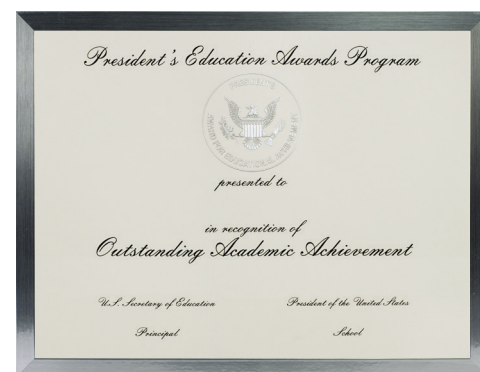 President's Education Awards Program
presented to
in recognition of
Outstanding Academic Achievement
U.S. Secretary of Education
President of the United States
Principal
School